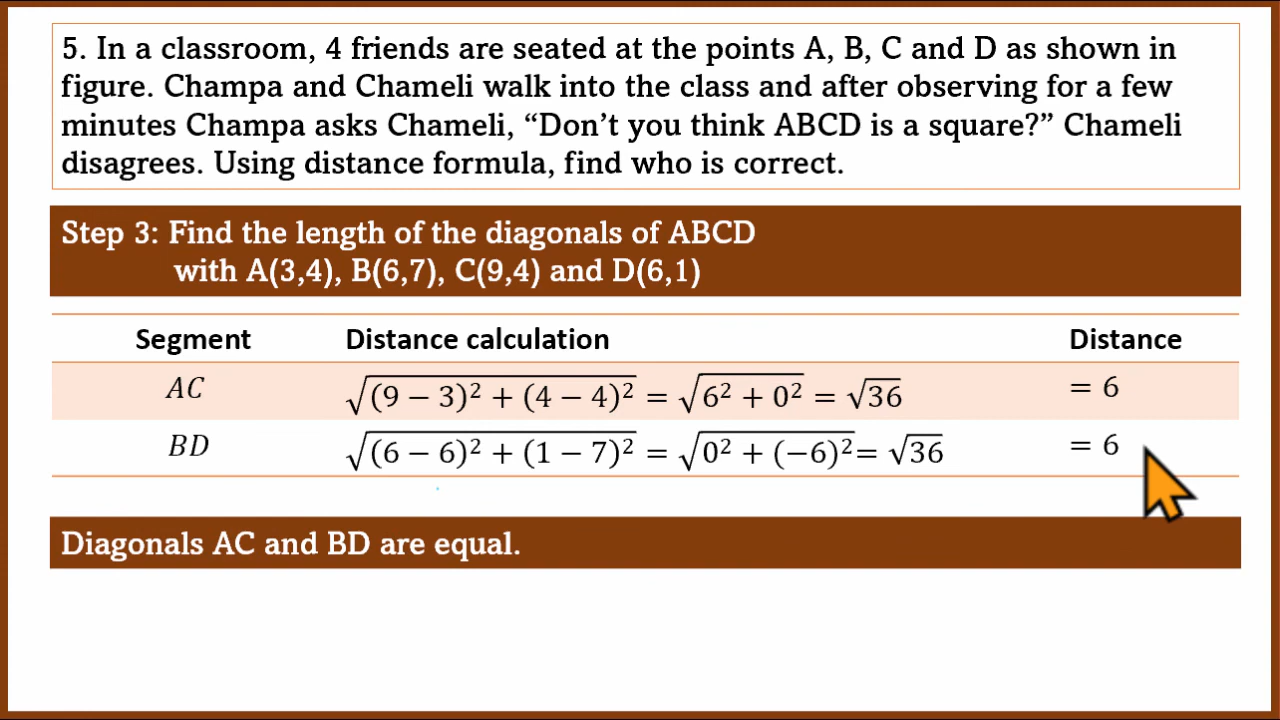 5. In a classroom, 4 friends are seated at the points A, B, C and D as shown in
figure. Champa and Chameli walk into the class and after observing for a few
minutes Champa asks Chameli, “Don’t you think ABCD is a square?” Chameli
disagrees. Using distance formula, find who is correct.
Step 3: Find the length of the diagonals of ABCD
with A(3,4), B(6,7), C(9,4) and D(6,1)
Segment Distance calculation Distance
AC √(9 − 3)² + (4 − 4)² = √6² + 0² = √36 = 6
BD √(6 − 6)² + (1 − 7)² = √0² + (−6)² = √36 = 6
Diagonals AC and BD are equal.